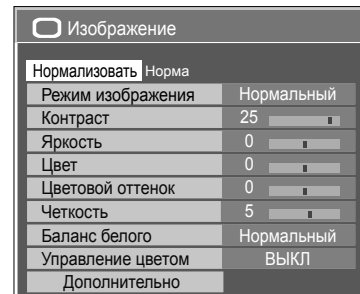 Изображение
Нормализовать Норма
Режим изображения Нормальный
Контраст 25
Яркость 0
Цвет 0
Цветовой оттенок 0
Четкость 5
Баланс белого Нормальный
Управление цветом ВЫКЛ
Дополнительно